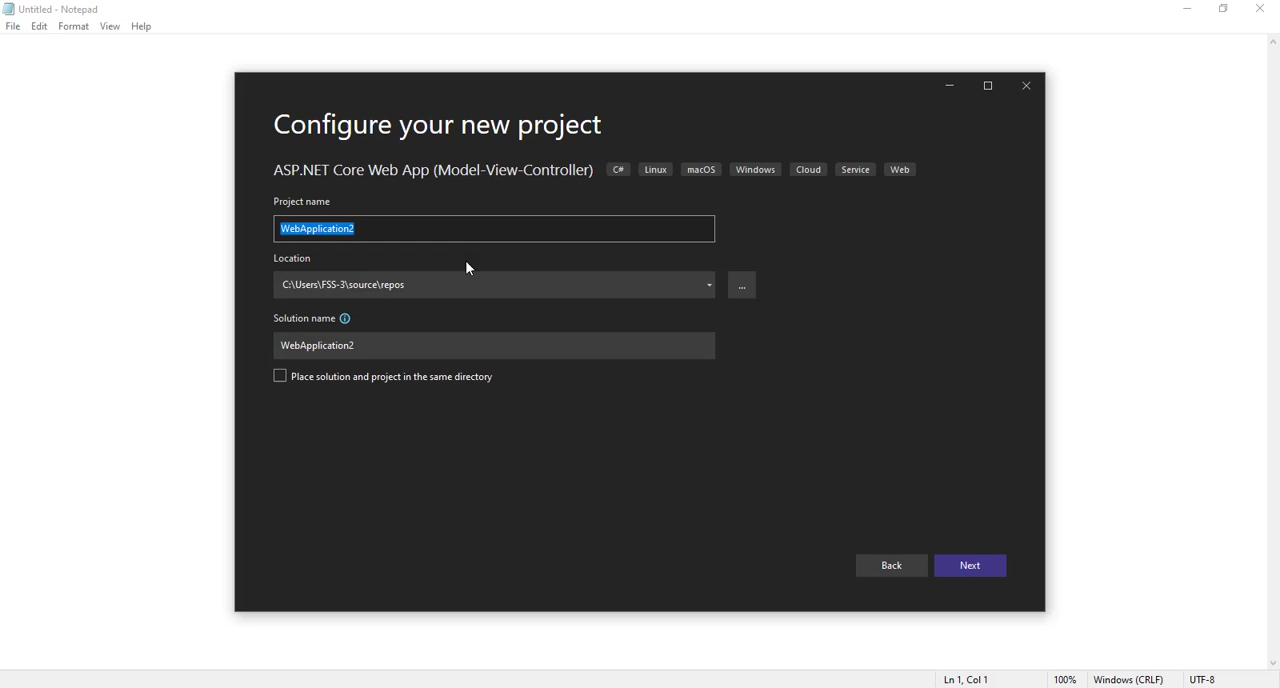 Untitled - Notepad
File Edit Format View Help
Configure your new project
ASP.NET Core Web App (Model-View-Controller) C# Linux macOS Windows Cloud Service Web
Project name
WebApplication2
Location
C:\Users\FSS-3\source\repos
...
Solution name
WebApplication2
Place solution and project in the same directory
Back Next
Ln 1, Col 1 100% Windows (CRLF) UTF-8